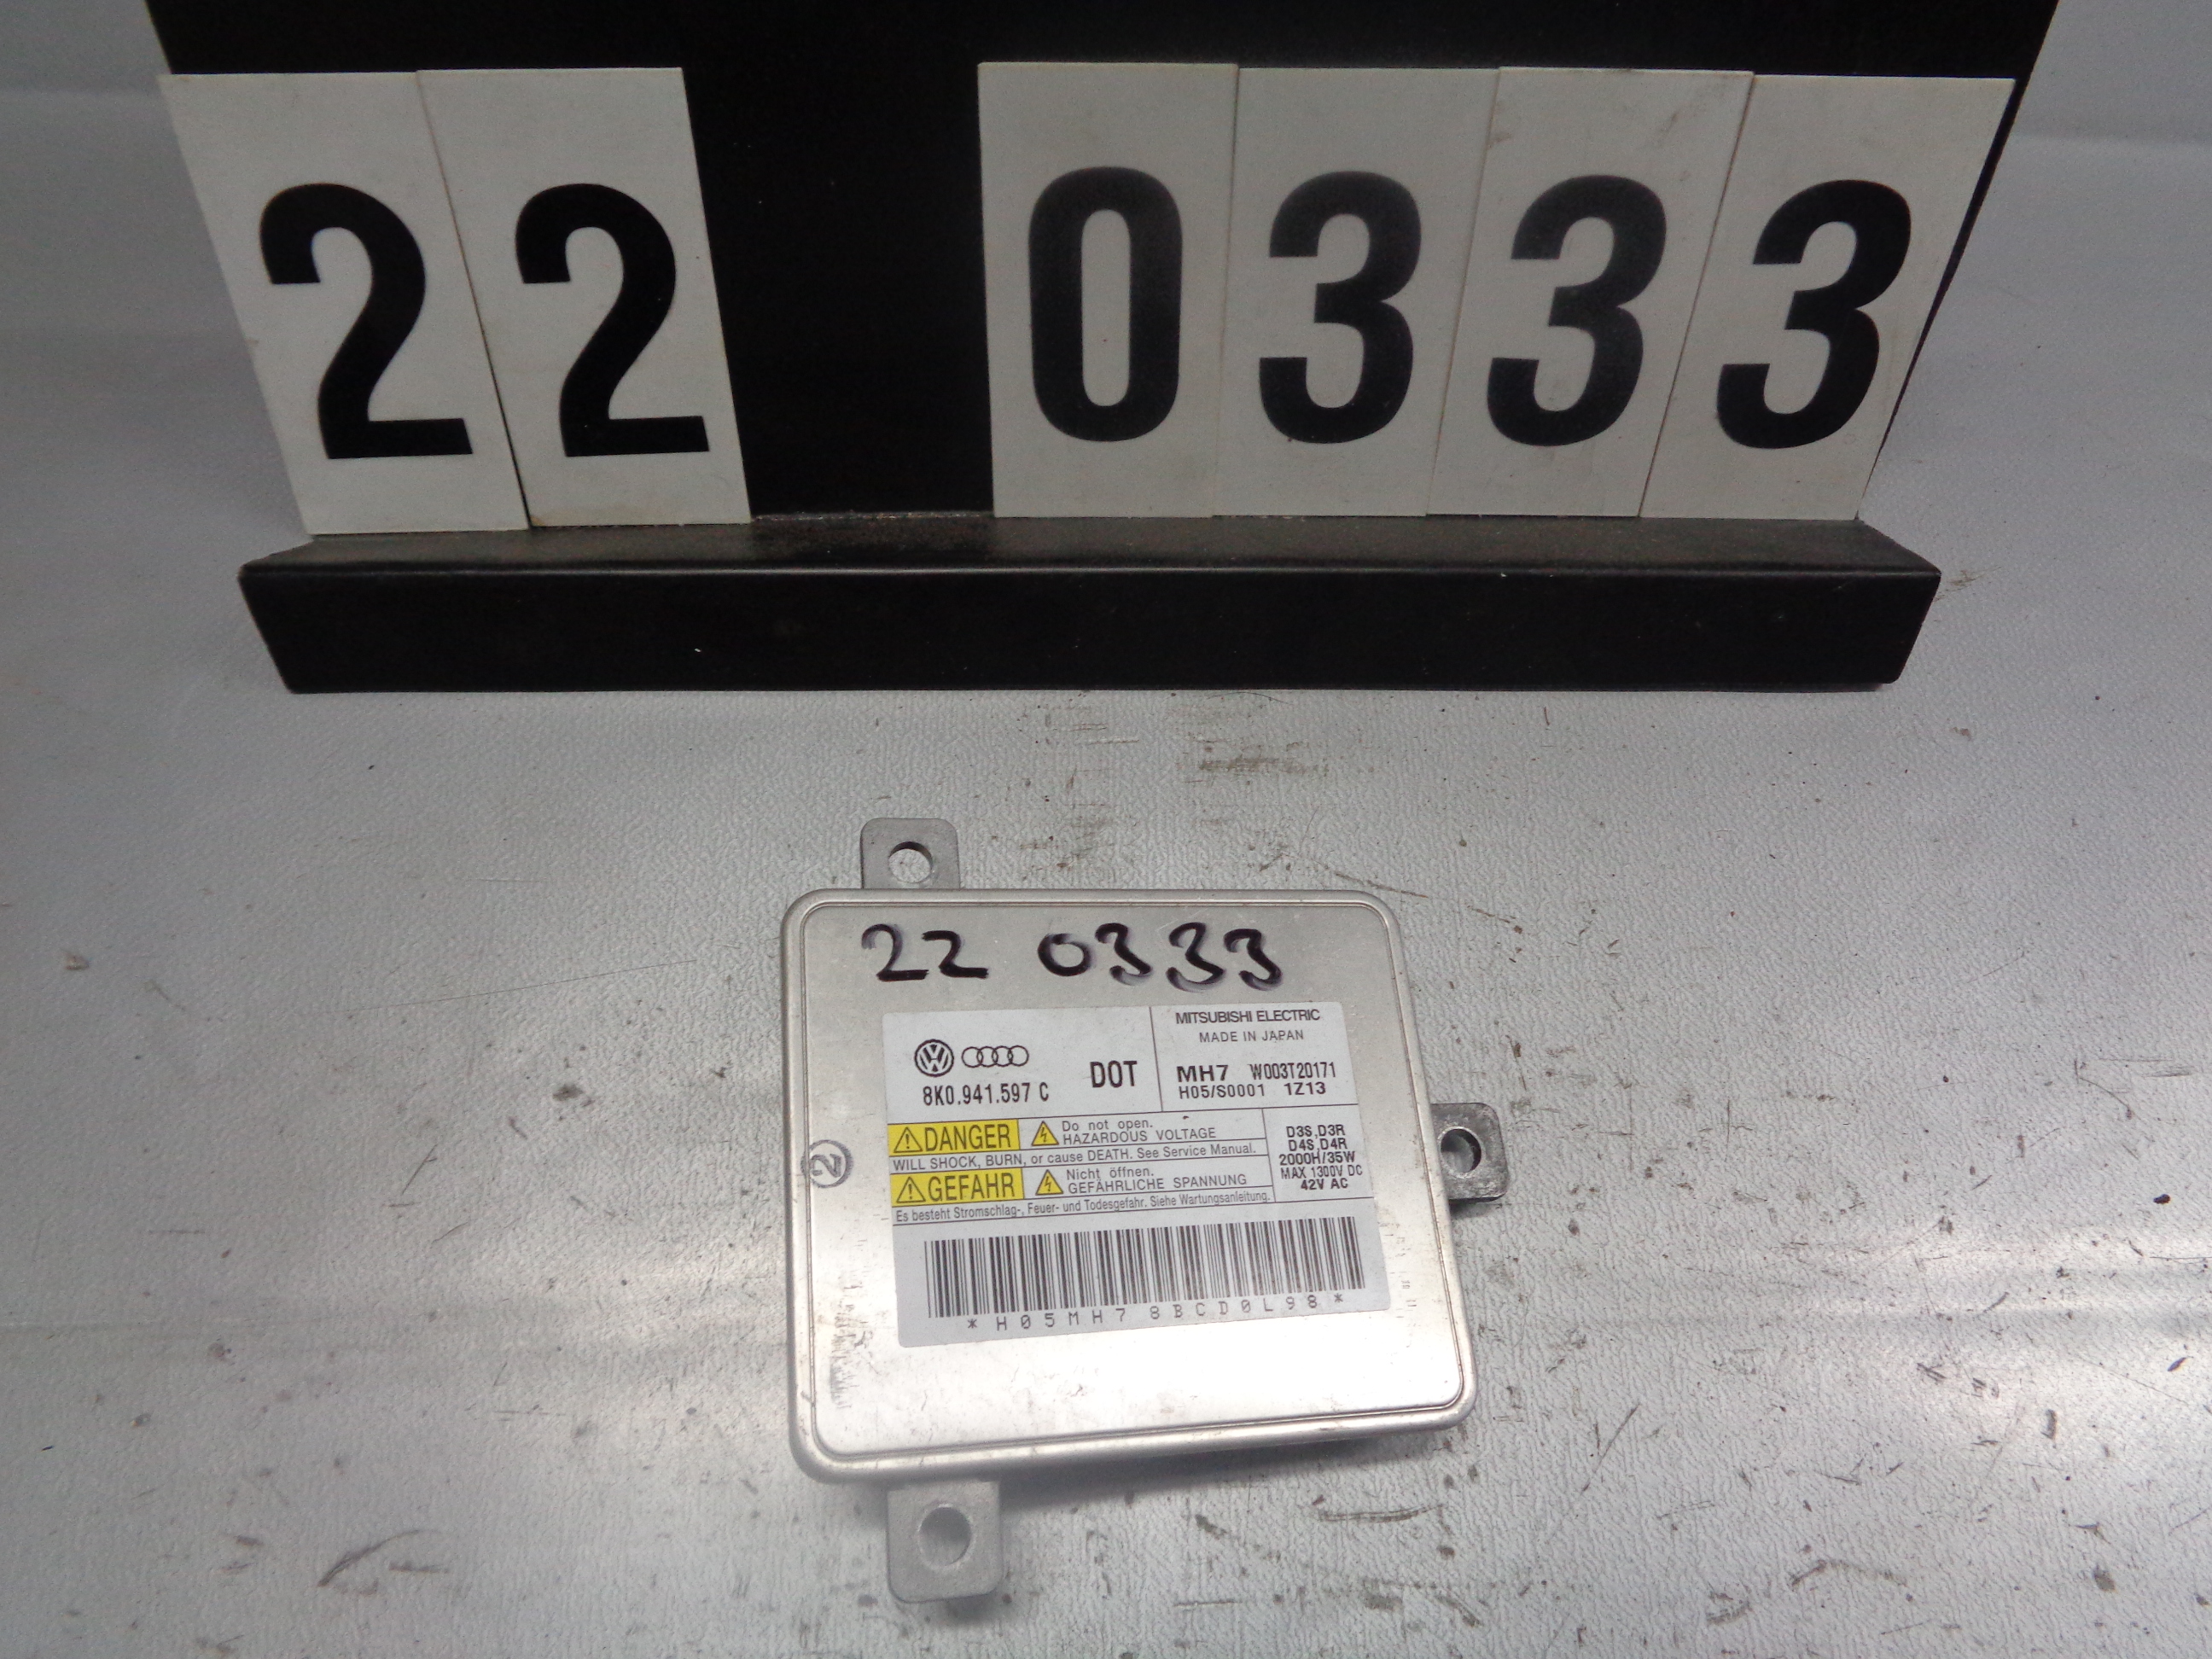 22 0333
22 0333
8K0.941.597 C
DOT
MITSUBISHI ELECTRIC
MADE IN JAPAN
MH7 W003T20171
H05/S0001 1Z13
DANGER
Do not open.
HAZARDOUS VOLTAGE
WILL SHOCK, BURN, or cause DEATH. See Service Manual.
GEFAHR
Nicht öffnen.
GEFÄHRLICHE SPANNUNG
Es besteht Stromschlag-, Feuer- und Todesgefahr. Siehe Wartungsanleitung.
D3S,D3R
D4S,D4R
2000H/35W
MAX 1300V DC
42V AC
2
*H05MH78BCD0L98*